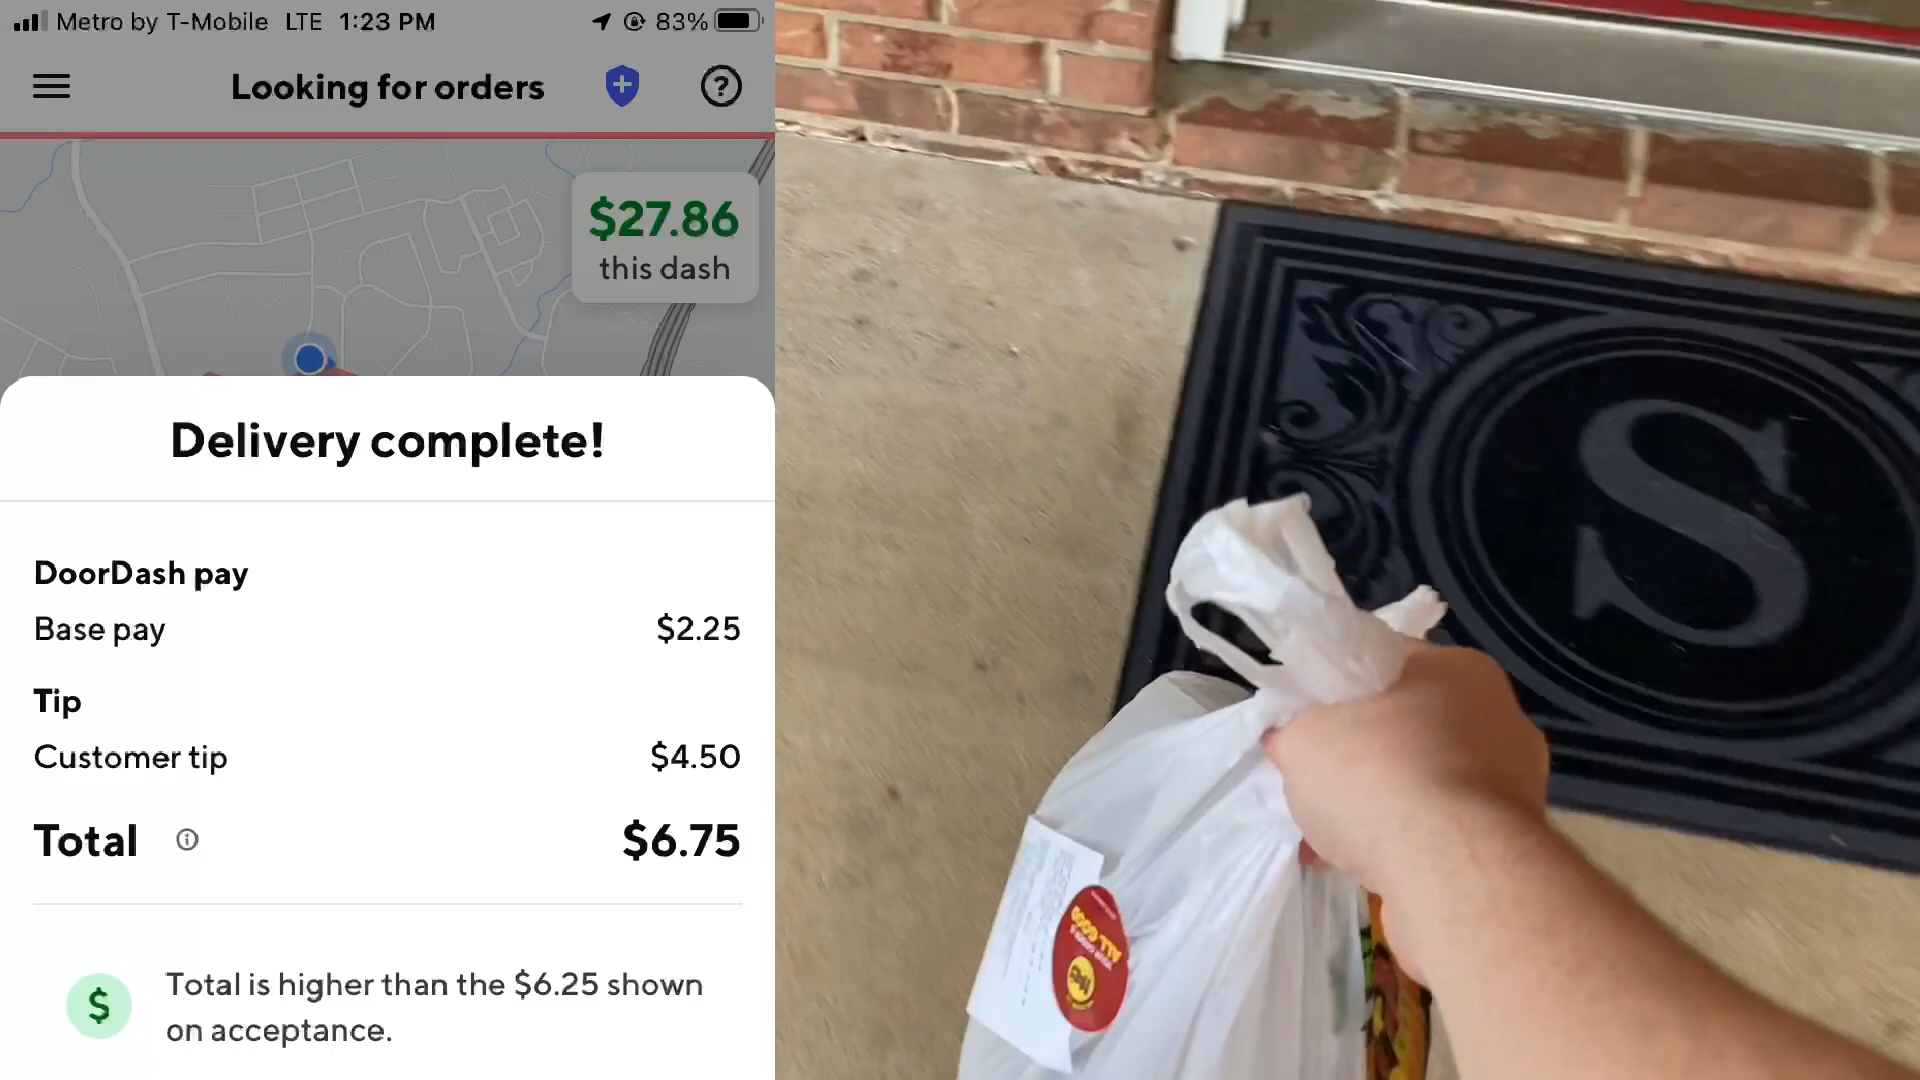 Metro by T-Mobile LTE 1:23 PM 83%
Looking for orders
$27.86
this dash
Delivery complete!
DoorDash pay
Base pay $2.25
Tip
Customer tip $4.50
Total $6.75
$ Total is higher than the $6.25 shown
on acceptance.
S
ALL GOOD